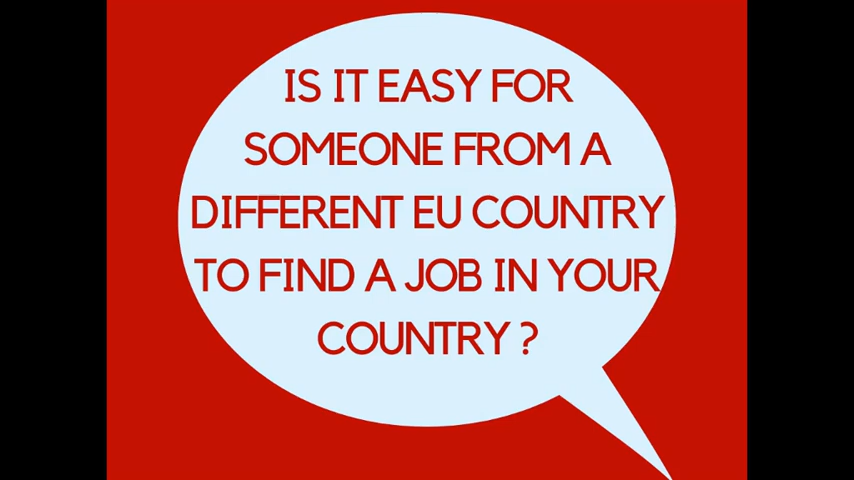 IS IT EASY FOR
SOMEONE FROM A
DIFFERENT EU COUNTRY
TO FIND A JOB IN YOUR
COUNTRY ?